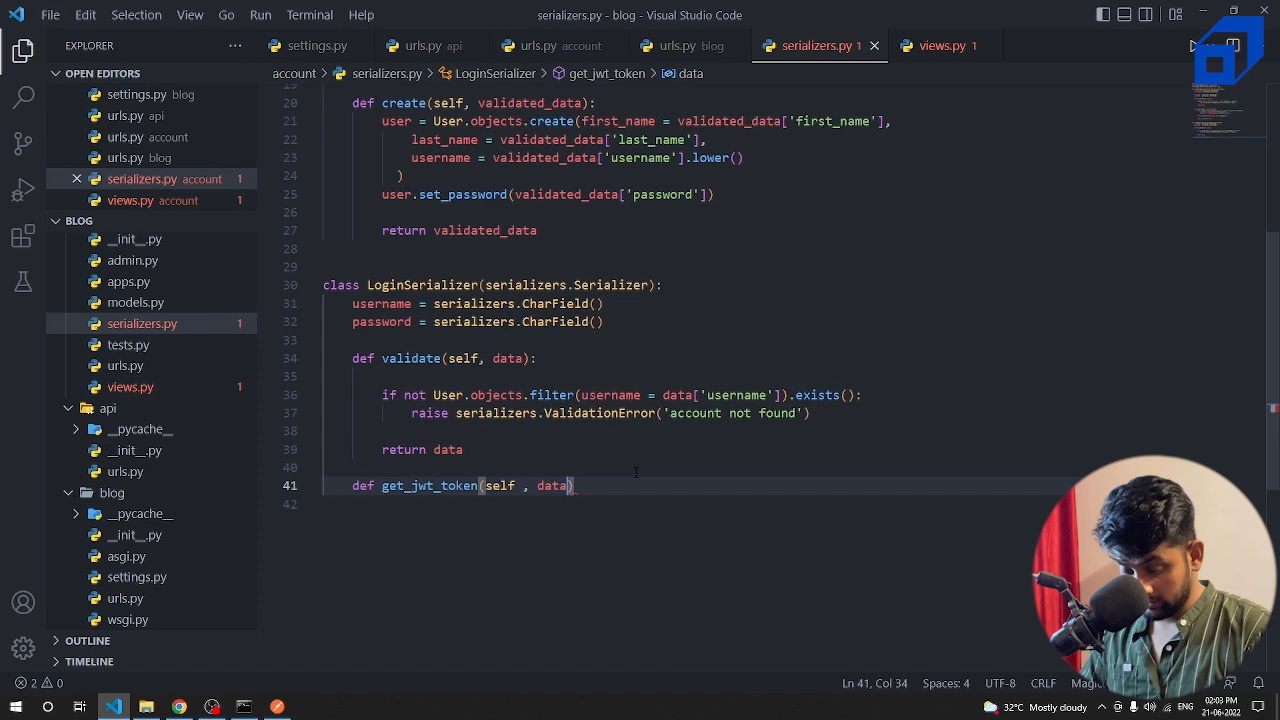 File Edit Selection View Go Run Terminal Help
serializers.py - blog - Visual Studio Code
EXPLORER
settings.py
urls.py api
urls.py account
urls.py blog
serializers.py 1
views.py 1
OPEN EDITORS
account > serializers.py > LoginSerializer > get_jwt_token > data
settings.py blog
urls.py api
urls.py account
urls.py blog
serializers.py account 1
views.py account 1
BLOG
__init__.py
admin.py
apps.py
models.py
serializers.py 1
tests.py
urls.py
views.py 1
api
__pycache__
__init__.py
urls.py
blog
__pycache__
__init__.py
asgi.py
settings.py
urls.py
wsgi.py
OUTLINE
TIMELINE
19
20 def create(self, validated_data):
21 user = User.objects.create(first_name = validated_data['first_name'],
22 last_name = validated_data['last_name'],
23 username = validated_data['username'].lower()
24 )
25 user.set_password(validated_data['password'])
26
27 return validated_data
28
29
30 class LoginSerializer(serializers.Serializer):
31 username = serializers.CharField()
32 password = serializers.CharField()
33
34 def validate(self, data):
35
36 if not User.objects.filter(username = data['username']).exists():
37 raise serializers.ValidationError('account not found')
38
39 return data
40
41 def get_jwt_token(self , data)
42
2 0
Ln 41, Col 34 Spaces: 4 UTF-8 CRLF
32°C Mostly cloudy ENG 02:03 PM
21-06-2022